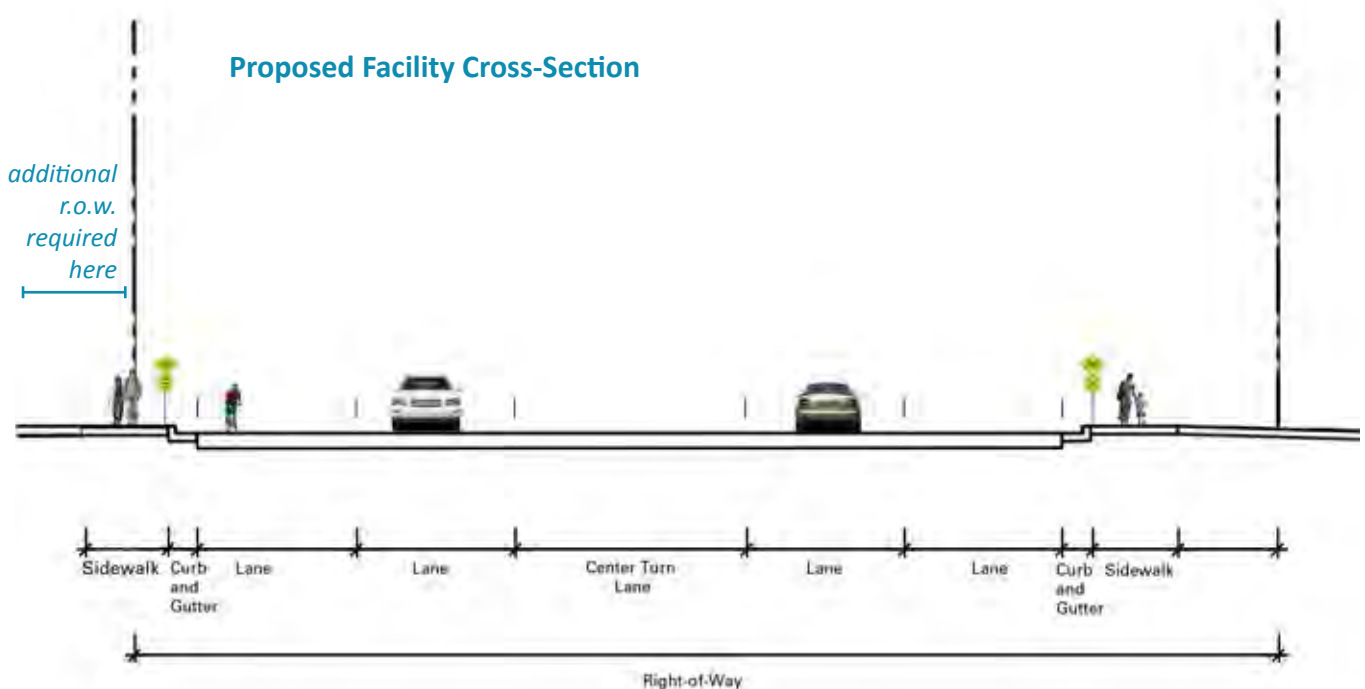 Proposed Facility Cross-Section
additional
r.o.w.
required
here
Sidewalk
Curb
and
Gutter
Lane
Lane
Center Turn
Lane
Lane
Lane
Curb
and
Gutter
Sidewalk
Right-of-Way